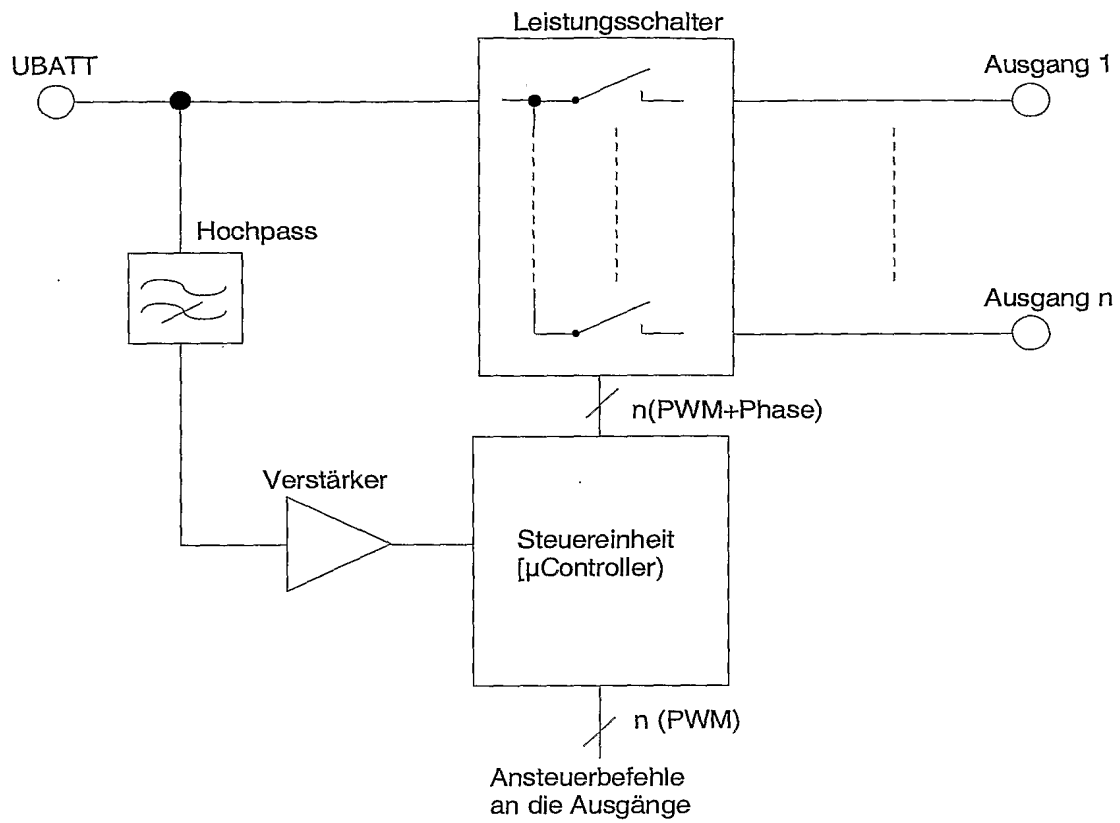 Leistungsschalter
UBATT
Ausgang 1
Hochpass
Ausgang n
n(PWM+Phase)
Verstärker
Steuereinheit
[µController)
n (PWM)
Ansteuerbefehle
an die Ausgänge